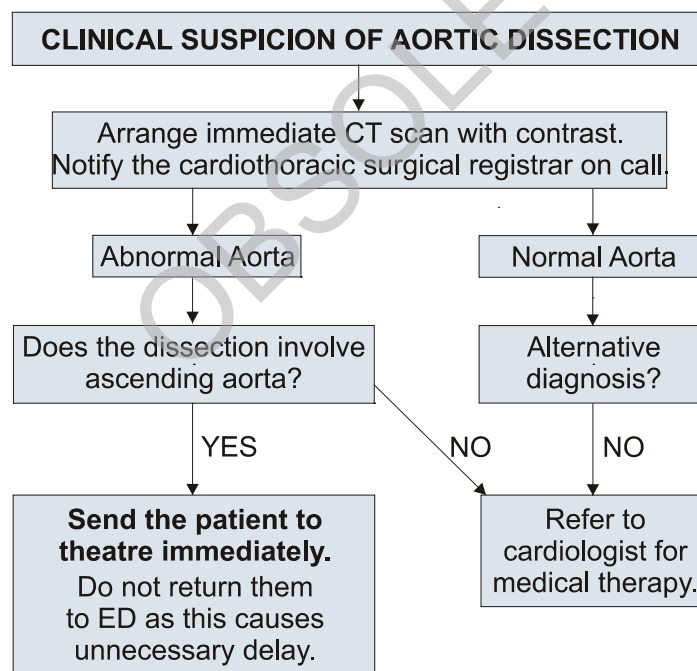 CLINICAL SUSPICION OF AORTIC DISSECTION
Arrange immediate CT scan with contrast.
Notify the cardiothoracic surgical registrar on call.
Abnormal Aorta
Normal Aorta
Does the dissection involve
ascending aorta?
Alternative
diagnosis?
YES
NO
NO
Send the patient to
theatre immediately.
Do not return them
to ED as this causes
unnecessary delay.
Refer to
cardiologist for
medical therapy.
OBSOLE